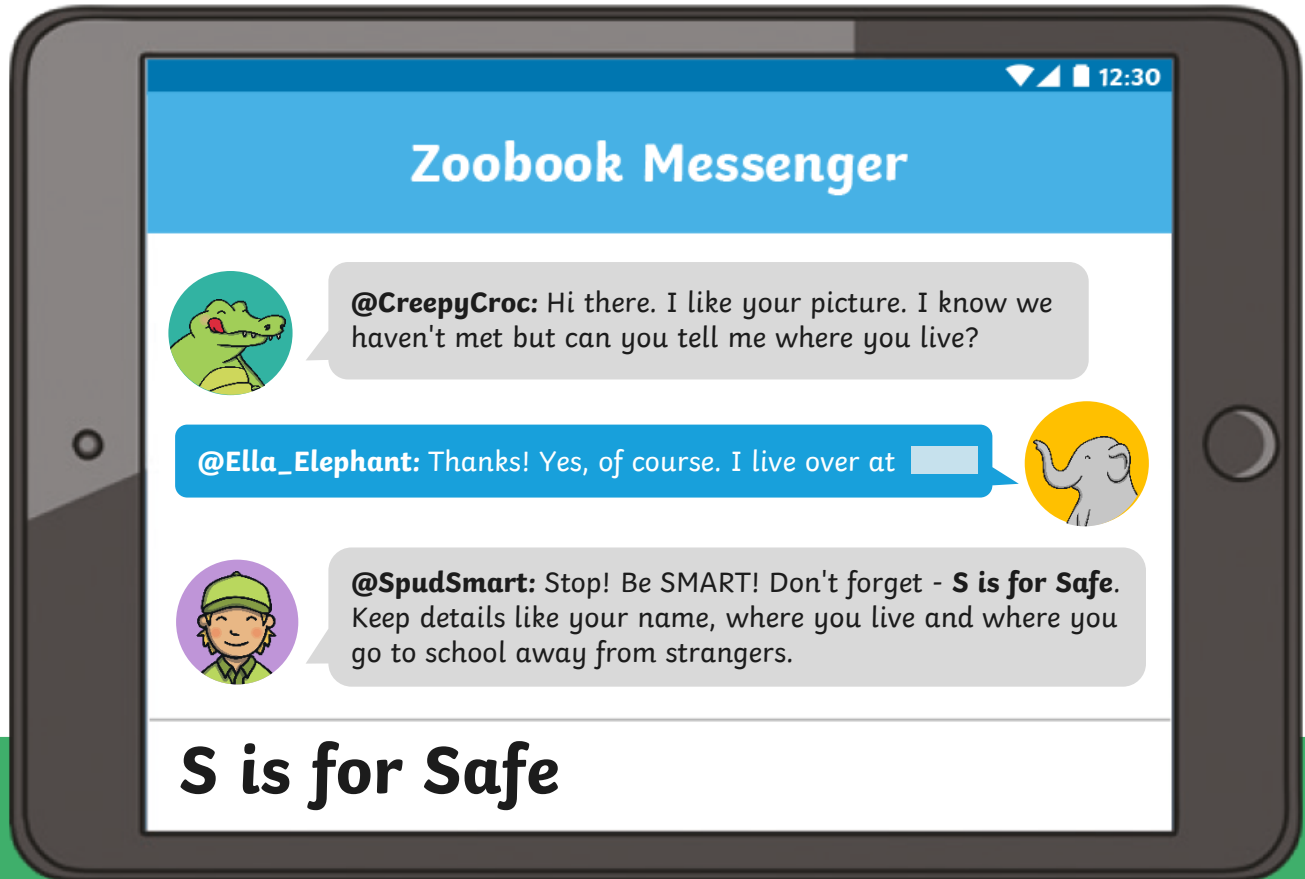 12:30
Zoobook Messenger
@CreepyCroc: Hi there. I like your picture. I know we
haven't met but can you tell me where you live?
@Ella_Elephant: Thanks! Yes, of course. I live over at
@SpudSmart: Stop! Be SMART! Don't forget - S is for Safe.
Keep details like your name, where you live and where you
go to school away from strangers.
S is for Safe